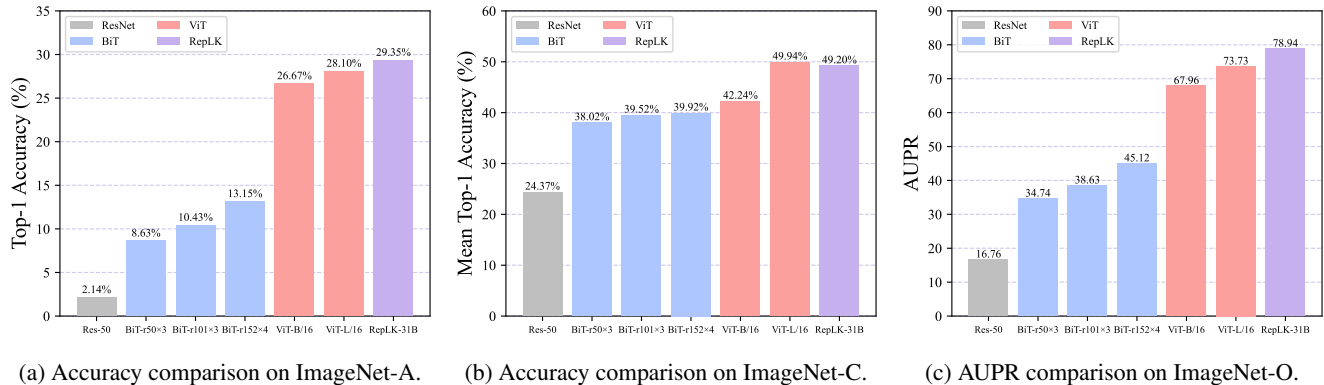 ResNet
BiT
ViT
RepLK
Top-1 Accuracy (%)
35
30
25
20
15
10
5
0
2.14%
8.63%
10.43%
13.15%
26.67%
28.10%
29.35%
Res-50 BiT-r50×3 BiT-r101×3 BiT-r152×4 ViT-B/16 ViT-L/16 RepLK-31B
(a) Accuracy comparison on ImageNet-A.
ResNet
BiT
ViT
RepLK
Mean Top-1 Accuracy (%)
60
50
40
30
20
10
0
24.37%
38.02%
39.52%
39.92%
42.24%
49.94%
49.20%
Res-50 BiT-r50×3 BiT-r101×3 BiT-r152×4 ViT-B/16 ViT-L/16 RepLK-31B
(b) Accuracy comparison on ImageNet-C.
ResNet
BiT
ViT
RepLK
AUPR
90
80
70
60
50
40
30
20
10
0
16.76
34.74
38.63
45.12
67.96
73.73
78.94
Res-50 BiT-r50×3 BiT-r101×3 BiT-r152×4 ViT-B/16 ViT-L/16 RepLK-31B
(c) AUPR comparison on ImageNet-O.